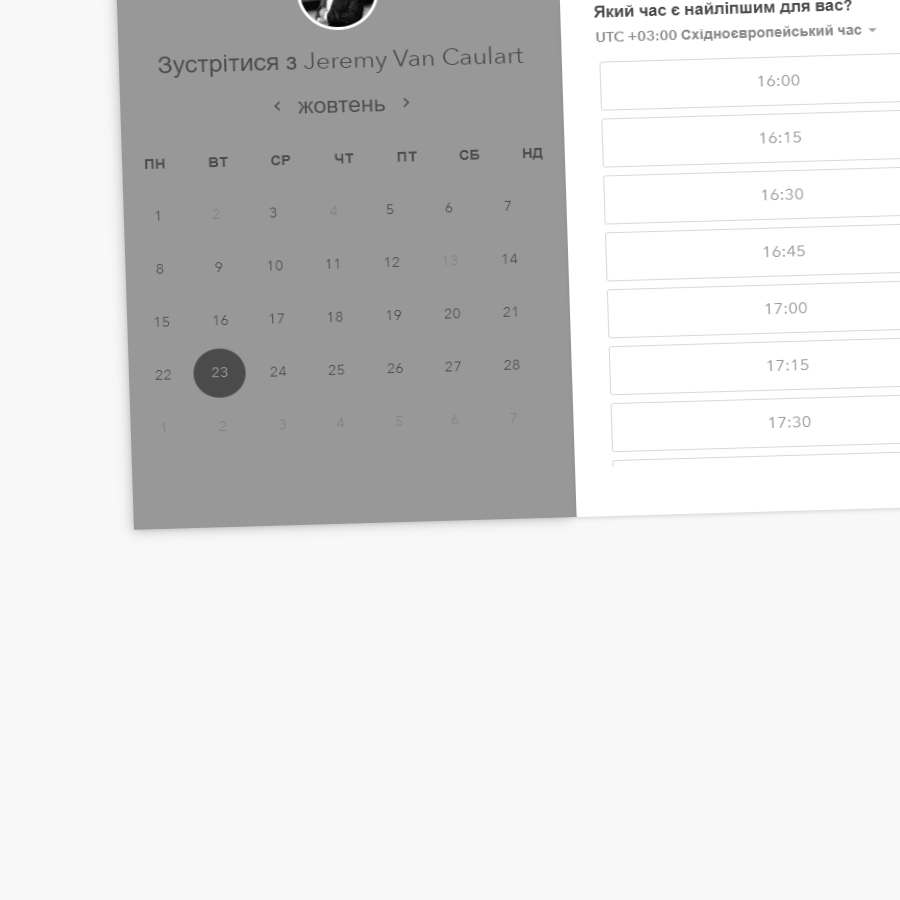 Зустрітися з Jeremy Van Caulart
‹ жовтень ›
ПН ВТ СР ЧТ ПТ СБ НД
1 2 3 4 5 6 7
8 9 10 11 12 13 14
15 16 17 18 19 20 21
22 23 24 25 26 27 28
1 2 3 4 5 6 7
Який час є найліпшим для вас?
UTC +03:00 Східноєвропейський час
16:00
16:15
16:30
16:45
17:00
17:15
17:30